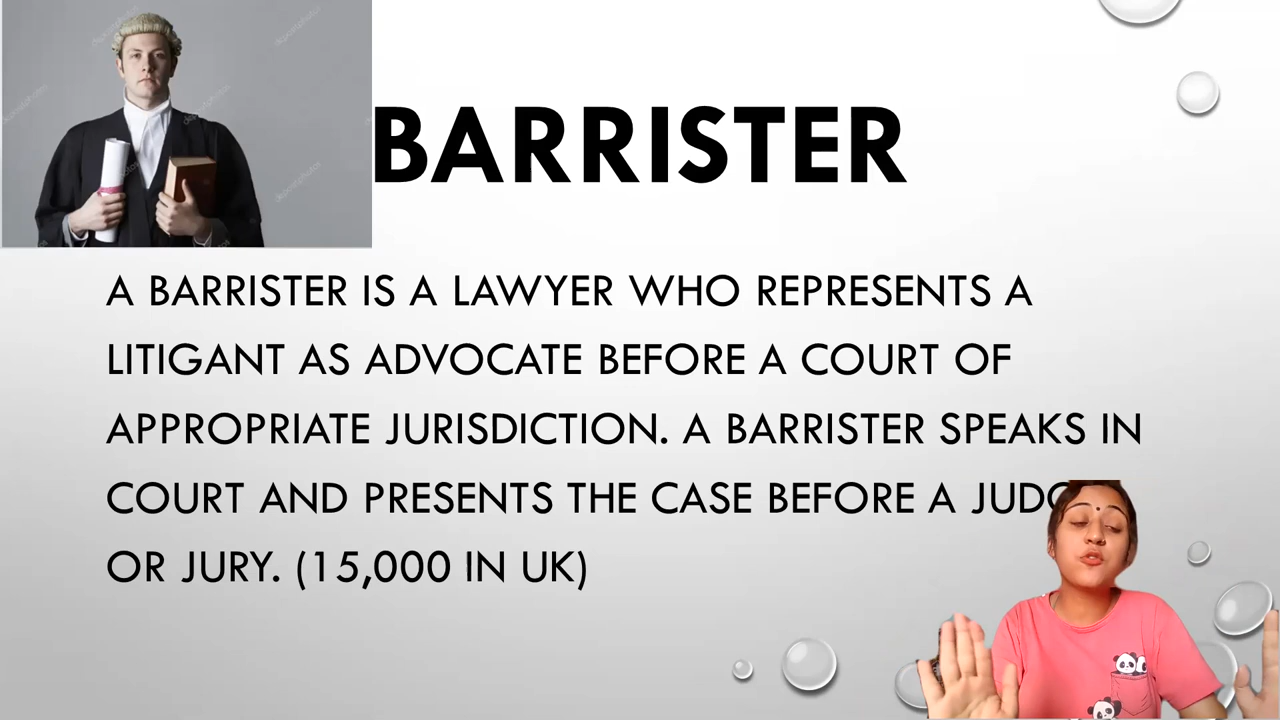 BARRISTER
A BARRISTER IS A LAWYER WHO REPRESENTS A
LITIGANT AS ADVOCATE BEFORE A COURT OF
APPROPRIATE JURISDICTION. A BARRISTER SPEAKS IN
COURT AND PRESENTS THE CASE BEFORE A
OR JURY. (15,000 IN UK)